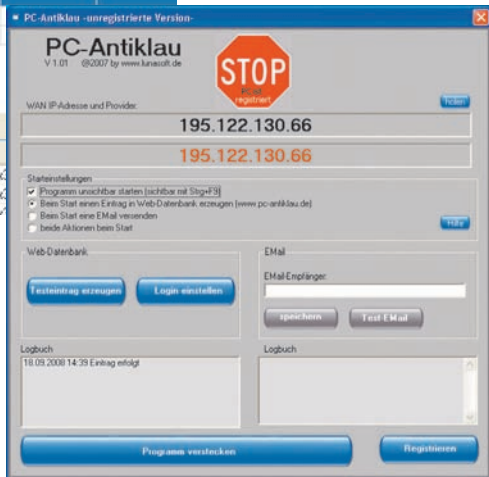 PC-Antiklau -unregistrierte Version-
PC-Antiklau
V 1.01 @2007 by www.lunasoft.de
STOP
PC ist
registriert
WAN IP-Adresse und Provider:
holen
195.122.130.66
195.122.130.66
Starteinstellungen
Programm unsichtbar starten (sichtbar mit Strg+F9)
Beim Start einen Eintrag in Web-Datenbank erzeugen (www.pc-antiklau.de)
Beim Start eine EMail versenden
beide Aktionen beim Start
Hilfe
Web-Datenbank
Testeintrag erzeugen
Login einstellen
EMail
EMail-Empfänger:
speichern
Test-EMail
Logbuch
18.09.2008 14:39 Eintrag erfolgt
Logbuch
Programm verstecken
Registrieren